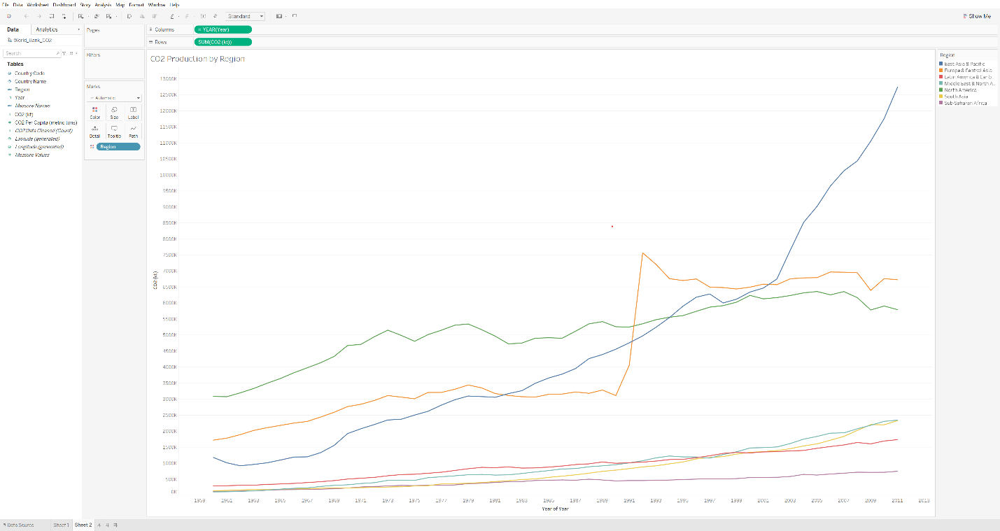 File Data Worksheet Dashboard Story Analysis Map Format Window Help
Standard
Show Me
Data Analytics
World_Bank_CO2
Search
Tables
Country Code
Country Name
Region
Year
Measure Names
CO2 (kt)
CO2 Per Capita (metric tons)
CO2 Data Cleaned (Count)
Latitude (generated)
Longitude (generated)
Measure Values
Pages
Filters
Marks
Automatic
Color Size Label
Detail Tooltip Path
Region
Columns YEAR(Year)
Rows SUM(CO2 (kt))
CO2 Production by Region
13000K
12500K
12000K
11500K
11000K
10500K
10000K
9500K
9000K
8500K
8000K
7500K
7000K
6500K
6000K
5500K
5000K
4500K
4000K
3500K
3000K
2500K
2000K
1500K
1000K
500K
0K
CO2 (kt)
1959 1961 1963 1965 1967 1969 1971 1973 1975 1977 1979 1981 1983 1985 1987 1989 1991 1993 1995 1997 1999 2001 2003 2005 2007 2009 2011 2013
Year of Year
Region
East Asia & Pacific
Europe & Central Asia
Latin America & Carib..
Middle East & North A..
North America
South Asia
Sub-Saharan Africa
Data Source Sheet 1 Sheet 2